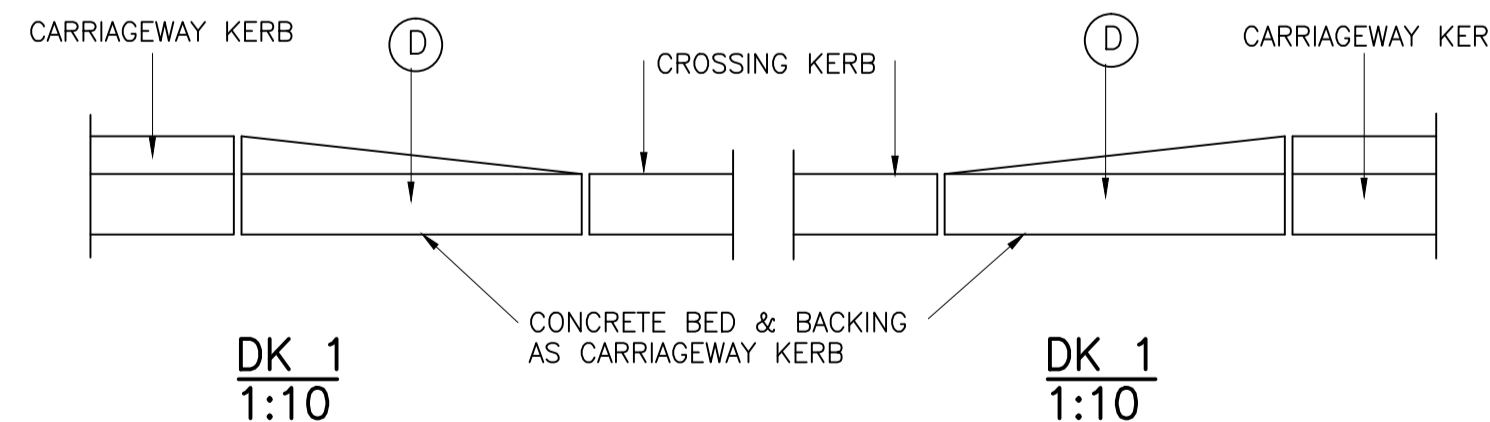 CARRIAGEWAY KERB
D
CROSSING KERB
D
CARRIAGEWAY KER
CONCRETE BED & BACKING
AS CARRIAGEWAY KERB
DK 1
1:10
DK 1
1:10